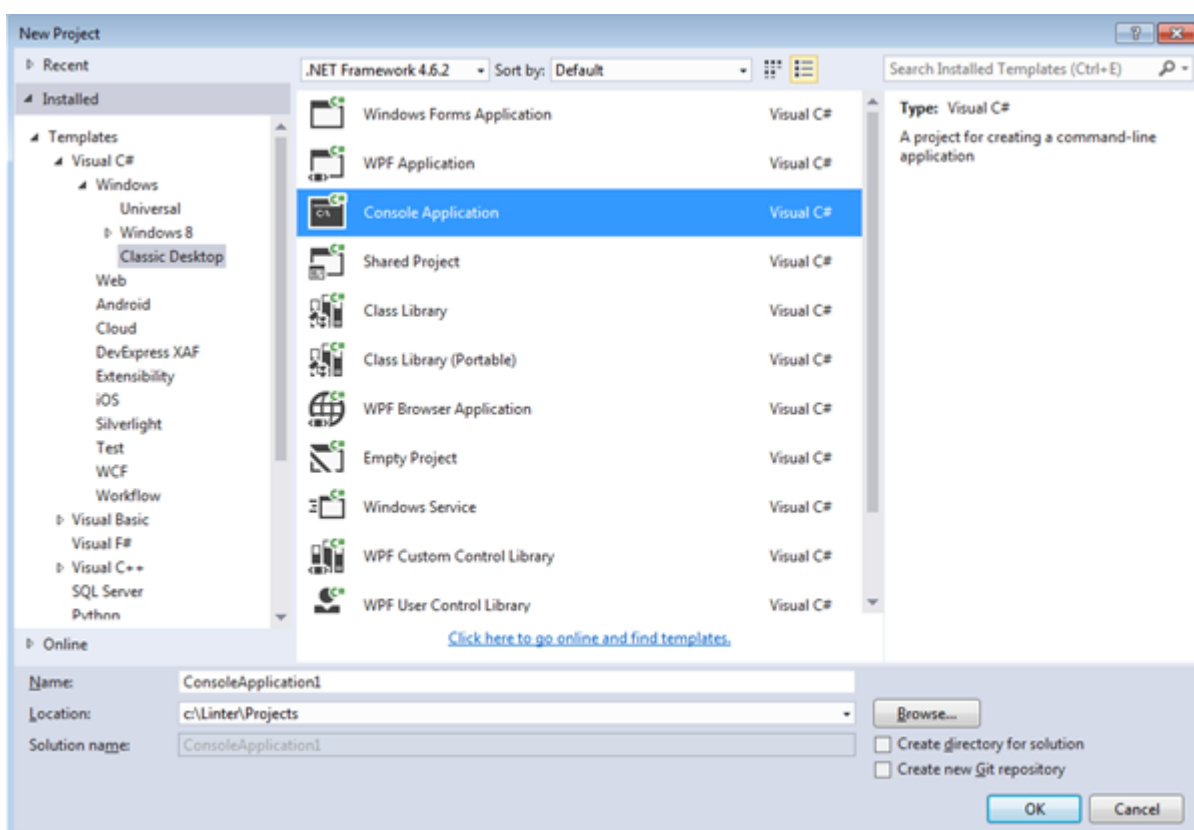 New Project
Recent
.NET Framework 4.6.2 Sort by: Default
Search Installed Templates (Ctrl+E)
Installed
Templates
Visual C#
Windows
Universal
Windows 8
Classic Desktop
Web
Android
Cloud
DevExpress XAF
Extensibility
iOS
Silverlight
Test
WCF
Workflow
Visual Basic
Visual F#
Visual C++
SQL Server
Python
Online
Windows Forms Application Visual C#
WPF Application Visual C#
Console Application Visual C#
Shared Project Visual C#
Class Library Visual C#
Class Library (Portable) Visual C#
WPF Browser Application Visual C#
Empty Project Visual C#
Windows Service Visual C#
WPF Custom Control Library Visual C#
WPF User Control Library Visual C#
Click here to go online and find templates.
Type: Visual C#
A project for creating a command-line
application
Name: ConsoleApplication1
Location: c:\Linter\Projects Browse...
Solution name: ConsoleApplication1
Create directory for solution
Create new Git repository
OK Cancel